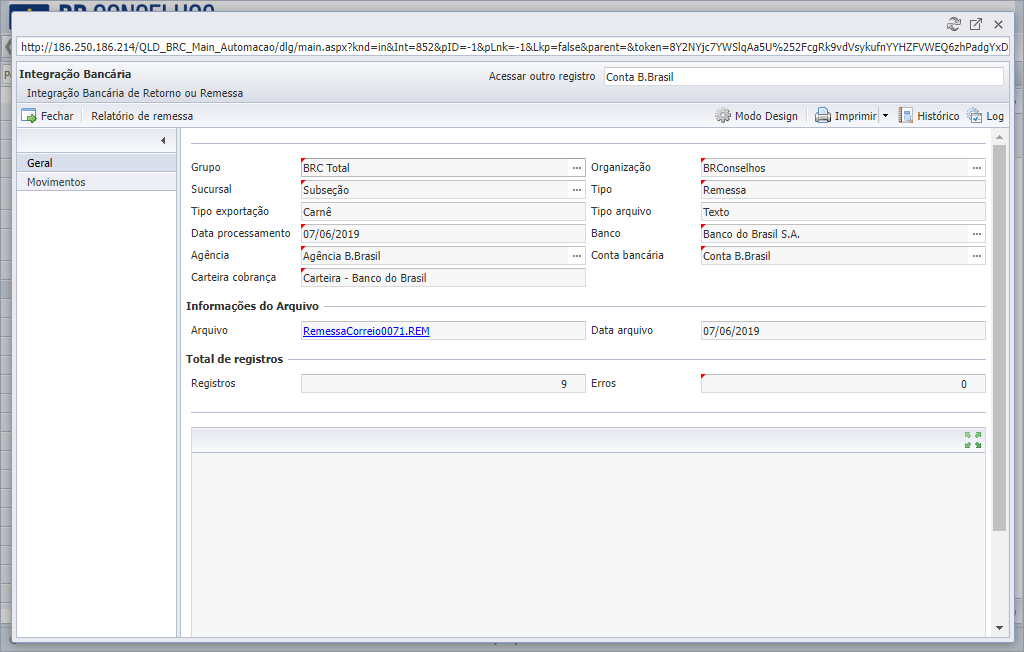 http://186.250.186.214/QLD_BRC_Main_Automacao/dlg/main.aspx?knd=in&Int=852&pID=-1&pLnk=-1&Lkp=false&parent=&token=8Y2NYjc7YWSlqAa5U%252FcgRk9vdVsykufnYYHZFVWEQ6zhPadgYxD
Integração Bancária
Acessar outro registro Conta B.Brasil
Integração Bancária de Retorno ou Remessa
Fechar Relatório de remessa Modo Design Imprimir Histórico Log
Geral
Movimentos
Grupo BRC Total ... Organização BRConselhos ...
Sucursal Subseção ... Tipo Remessa
Tipo exportação Carnê Tipo arquivo Texto
Data processamento 07/06/2019 Banco Banco do Brasil S.A. ...
Agência Agência B.Brasil ... Conta bancária Conta B.Brasil ...
Carteira cobrança Carteira - Banco do Brasil
Informações do Arquivo
Arquivo RemessaCorreio0071.REM Data arquivo 07/06/2019
Total de registros
Registros 9 Erros 0